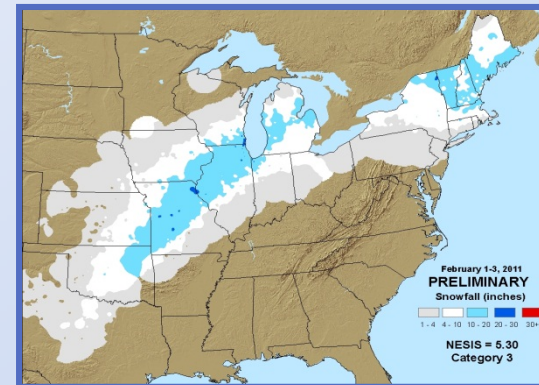 February 1-3, 2011
PRELIMINARY
Snowfall (inches)
1 - 4 4 - 10 10 - 20 20 - 30 30+
NESIS = 5.30
Category 3